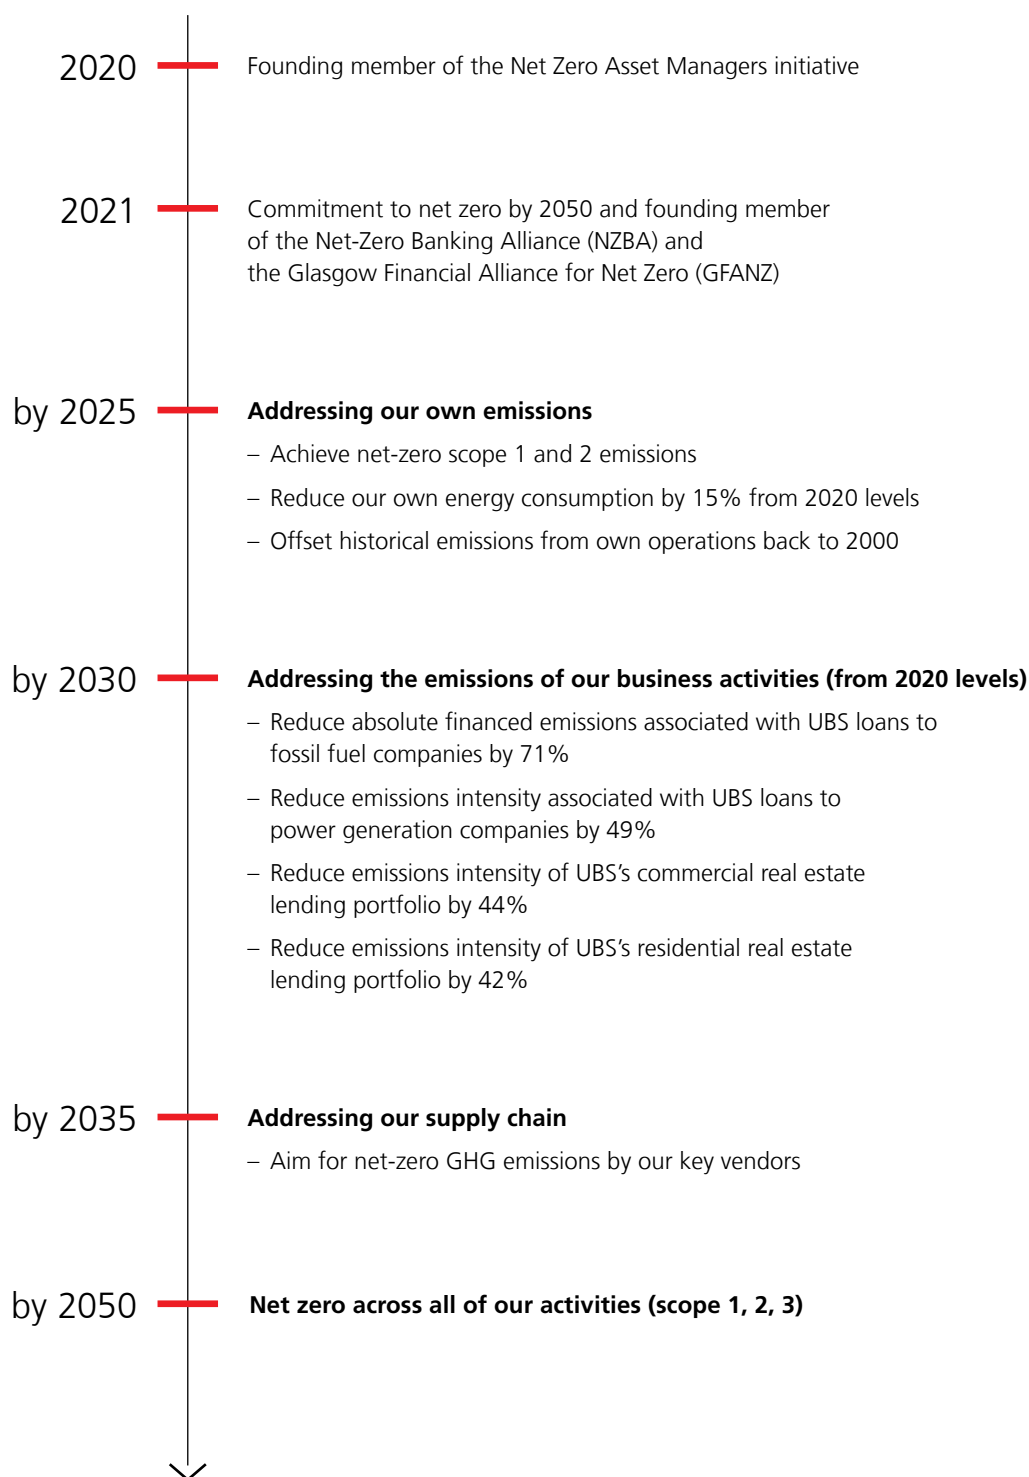 2020
Founding member of the Net Zero Asset Managers initiative
2021
Commitment to net zero by 2050 and founding member
of the Net-Zero Banking Alliance (NZBA) and
the Glasgow Financial Alliance for Net Zero (GFANZ)
by 2025
Addressing our own emissions
– Achieve net-zero scope 1 and 2 emissions
– Reduce our own energy consumption by 15% from 2020 levels
– Offset historical emissions from own operations back to 2000
by 2030
Addressing the emissions of our business activities (from 2020 levels)
– Reduce absolute financed emissions associated with UBS loans to
fossil fuel companies by 71%
– Reduce emissions intensity associated with UBS loans to
power generation companies by 49%
– Reduce emissions intensity of UBS’s commercial real estate
lending portfolio by 44%
– Reduce emissions intensity of UBS’s residential real estate
lending portfolio by 42%
by 2035
Addressing our supply chain
– Aim for net-zero GHG emissions by our key vendors
by 2050
Net zero across all of our activities (scope 1, 2, 3)